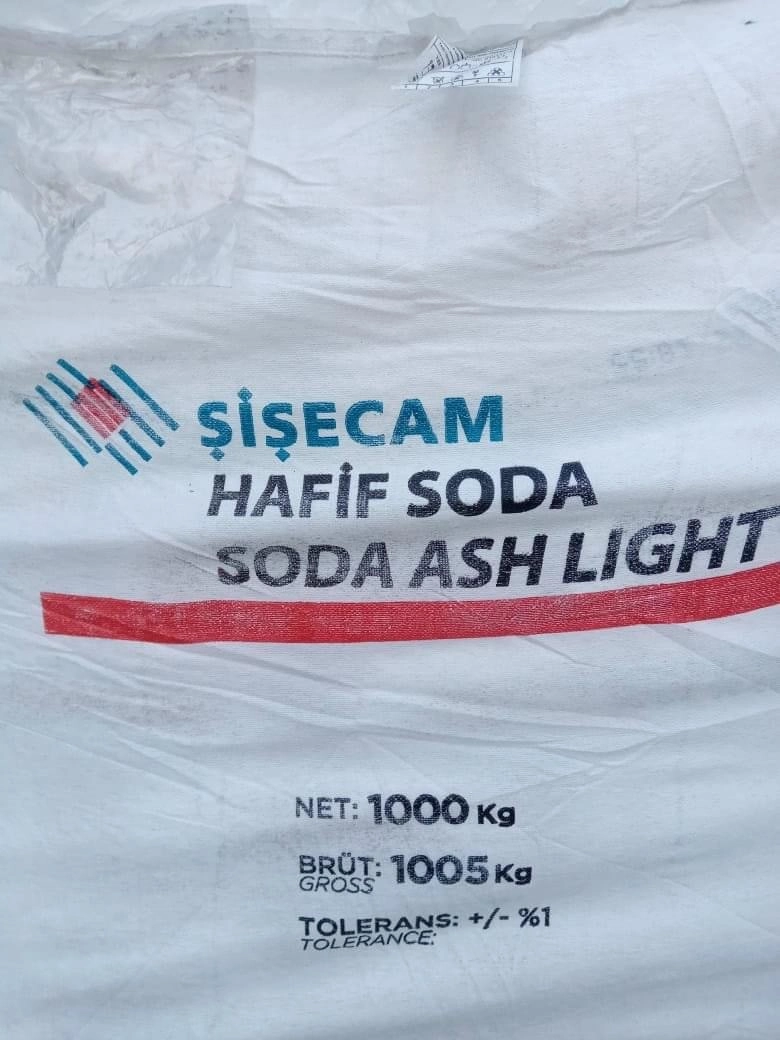 ŞİŞECAM
HAFİF SODA
SODA ASH LIGHT
NET: 1000 Kg
BRÜT: 1005 Kg
GROSS
TOLERANS: +/- %1
TOLERANCE: